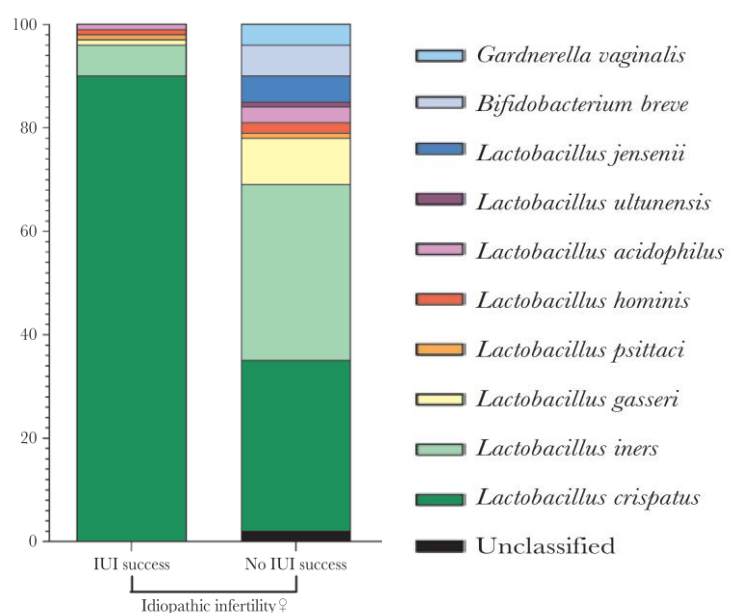 100
80
60
40
20
0
IUI success
No IUI success
Idiopathic infertility♀
Gardnerella vaginalis
Bifidobacterium breve
Lactobacillus jensenii
Lactobacillus ultunensis
Lactobacillus acidophilus
Lactobacillus hominis
Lactobacillus psittaci
Lactobacillus gasseri
Lactobacillus iners
Lactobacillus crispatus
Unclassified